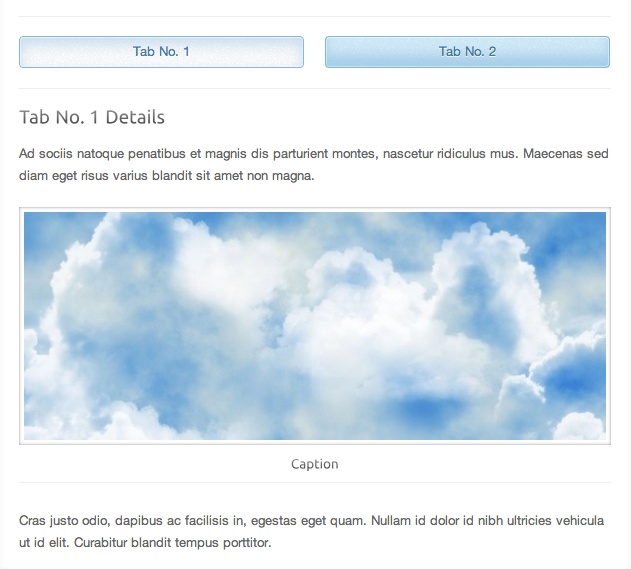 Tab No. 1
Tab No. 2
Tab No. 1 Details
Ad sociis natoque penatibus et magnis dis parturient montes, nascetur ridiculus mus. Maecenas sed
diam eget risus varius blandit sit amet non magna.
Caption
Cras justo odio, dapibus ac facilisis in, egestas eget quam. Nullam id dolor id nibh ultricies vehicula
ut id elit. Curabitur blandit tempus porttitor.